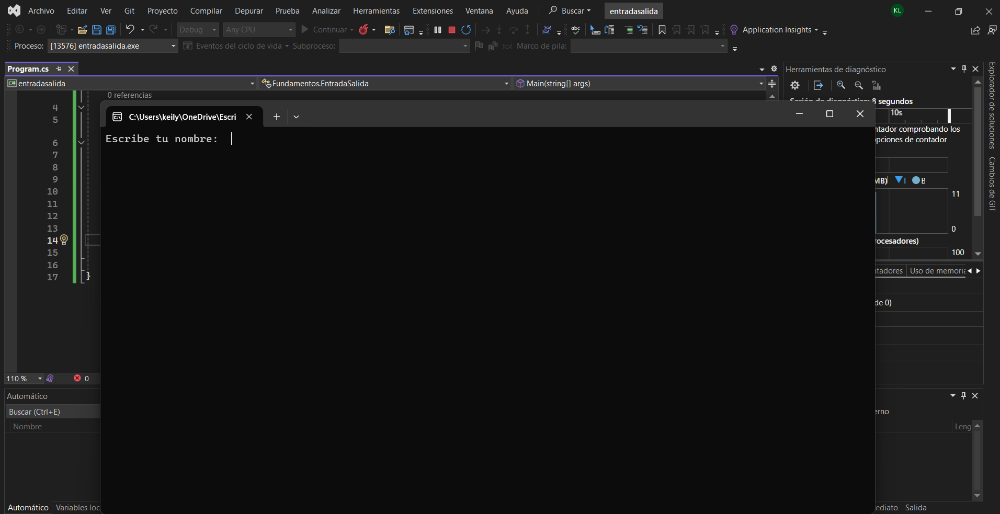 Archivo Editar Ver Git Proyecto Compilar Depurar Prueba Analizar Herramientas Extensiones Ventana Ayuda Buscar entradasalida KL
Debug Any CPU Continuar Application Insights
Proceso: [13576] entradasalida.exe Eventos del ciclo de vida Subproceso: Marco de pila:
Program.cs
entradasalida Fundamentos.EntradaSalida Main(string[] args)
0 referencias
4
5
6
7
8
9
10
11
12
13
14
15
16
17 }
C:\Users\keily\OneDrive\Escri
Escribe tu nombre:
Herramientas de diagnóstico
Sesión de diagnóstico: 8 segundos
10s
ntador comprobando los
pciones de contador
MB) I B
11
0
rocesadores)
100
ntadores Uso de memoria
de 0)
Explorador de soluciones
Cambios de GIT
110 % 0
Automático
Buscar (Ctrl+E)
Nombre
erno
Leng
Automático Variables loc
ediato Salida